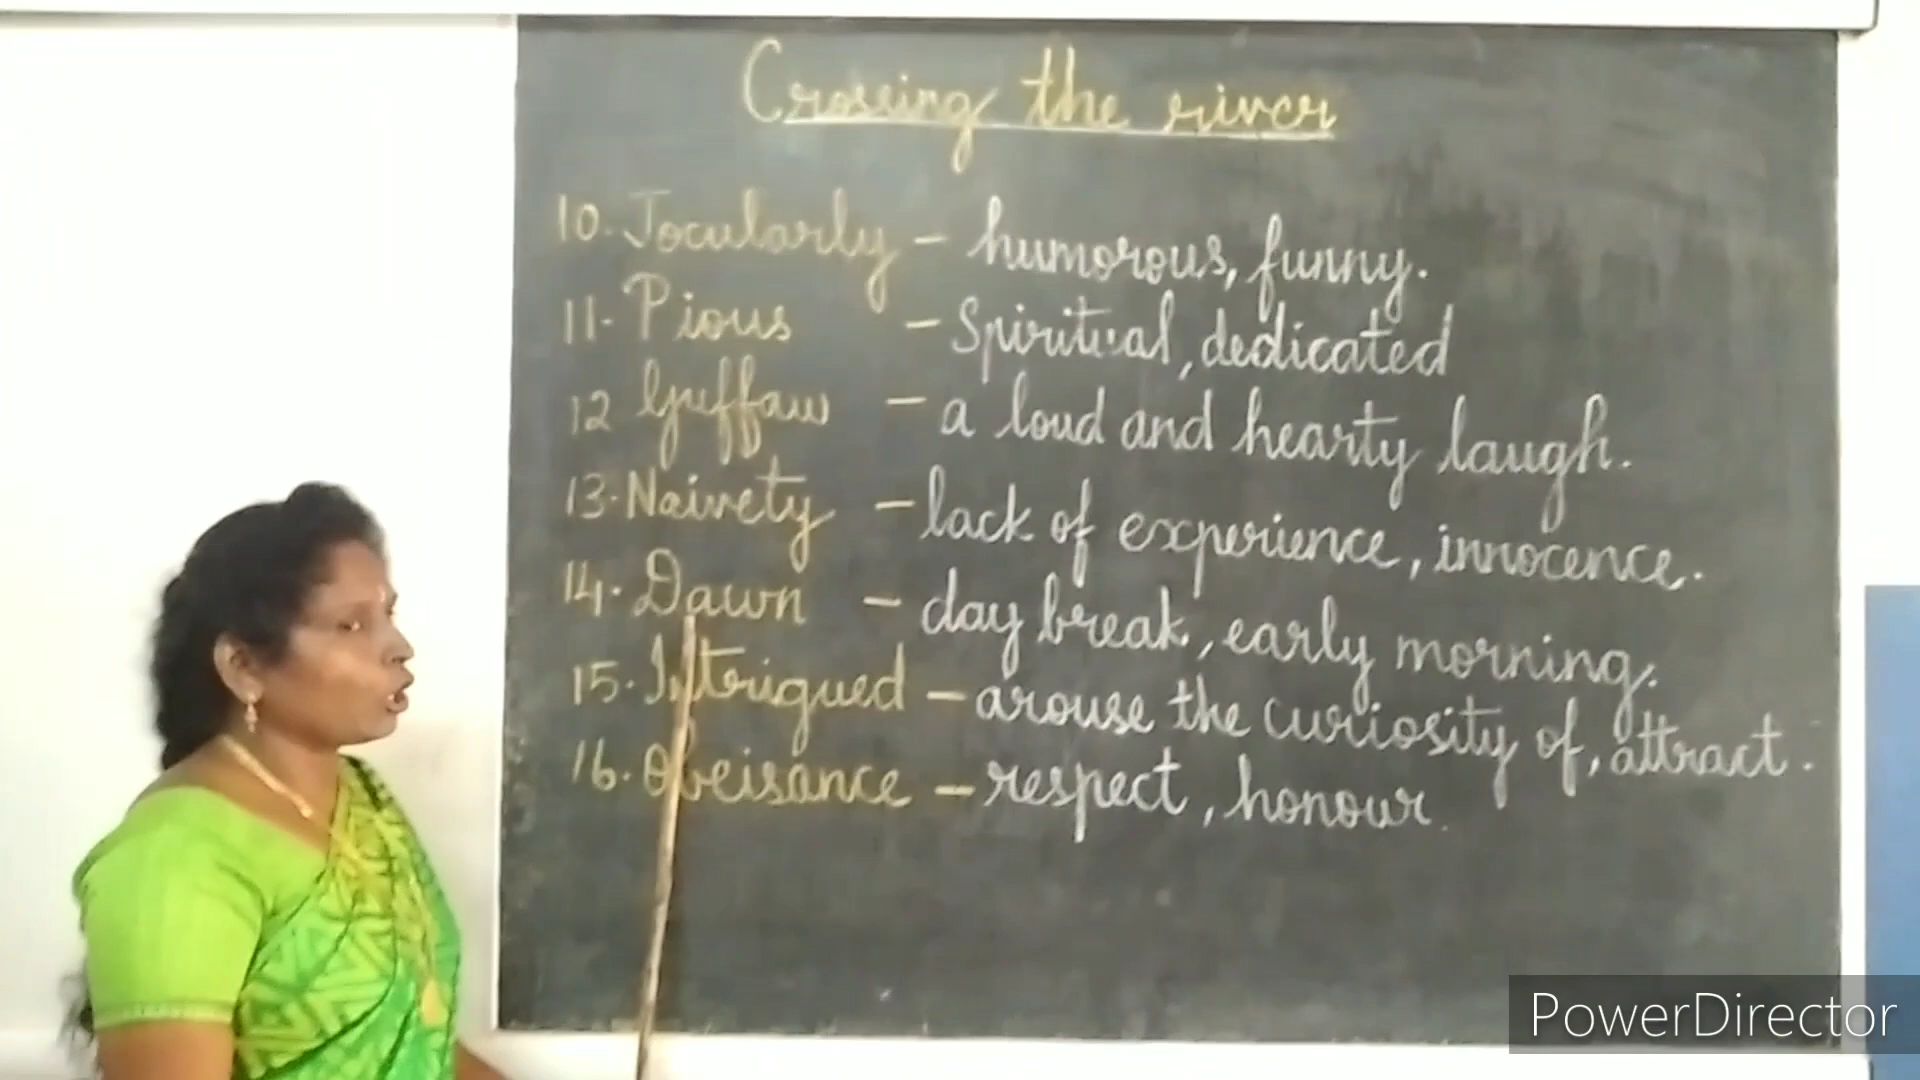 Crossing the river
10. Jocularly - humorous, funny.
11. Pious - Spiritual, dedicated
12 Guffaw - a loud and hearty laugh.
13. Naivety - lack of experience, innocence.
14. Dawn - day break, early morning.
15. Intrigued - arouse the curiosity of, attract.
16. Obeisance - respect, honour.
PowerDirector